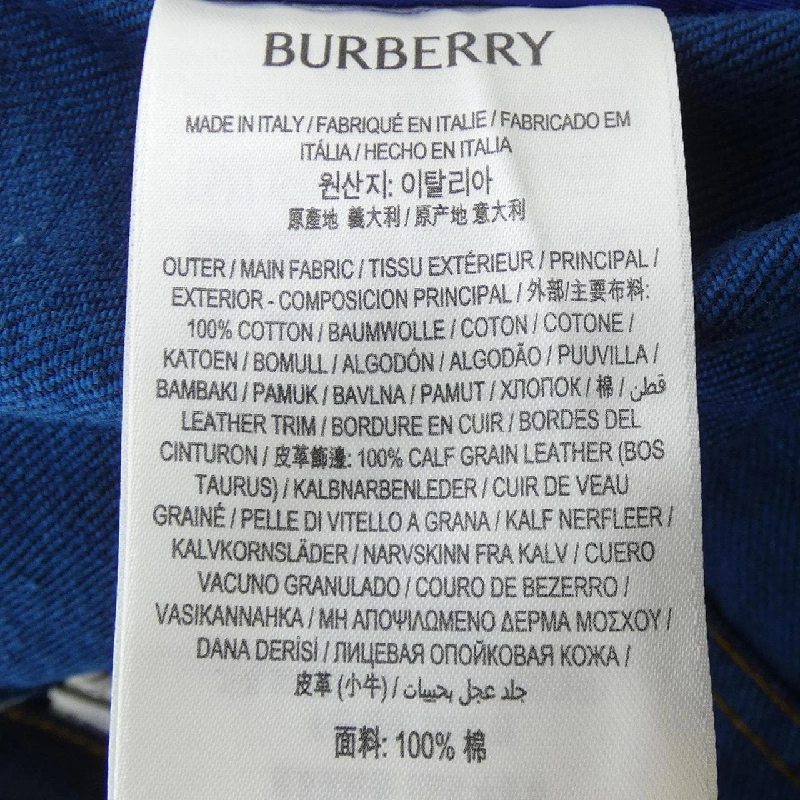 BURBERRY
MADE IN ITALY / FABRIQUÉ EN ITALIE / FABRICADO EM
ITÁLIA / HECHO EN ITALIA
원산지: 이탈리아
原產地 義大利 / 原产地 意大利
OUTER / MAIN FABRIC / TISSU EXTÉRIEUR / PRINCIPAL /
EXTERIOR - COMPOSICION PRINCIPAL / 外部/主要布料:
100% COTTON / BAUMWOLLE / COTON / COTONE /
KATOEN / BOMULL / ALGODÓN / ALGODÃO / PUUVILLA /
BAMBAKI / PAMUK / BAVLNA / PAMUT / ХЛОПОК / 棉 / قطن
LEATHER TRIM / BORDURE EN CUIR / BORDES DEL
CINTURON / 皮革飾邊: 100% CALF GRAIN LEATHER (BOS
TAURUS) / KALBNARBENLEDER / CUIR DE VEAU
GRAINÉ / PELLE DI VITELLO A GRANA / KALF NERFLEER /
KALVKORNSLÄDER / NARVSKINN FRA KALV / CUERO
VACUNO GRANULADO / COURO DE BEZERRO /
VASIKANNAHKA / ΜΗ ΑΠΟΨΙΛΩΜΕΝΟ ΔΕΡΜΑ ΜΟΣΧΟΥ /
DANA DERİSİ / ЛИЦЕВАЯ ОПОЙКОВАЯ КОЖА /
皮革 (小牛) / جلد عجل بحبيبات
面料: 100% 棉